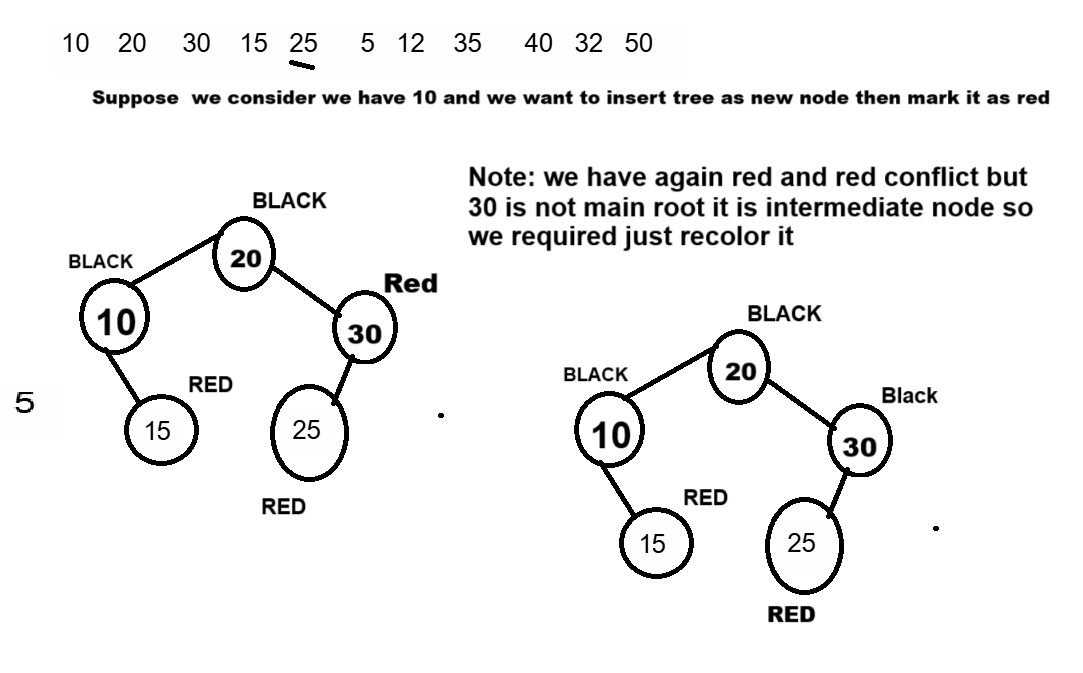 10 20 30 15 25 5 12 35 40 32 50
Suppose we consider we have 10 and we want to insert tree as new node then mark it as red
Note: we have again red and red conflict but
30 is not main root it is intermediate node so
we required just recolor it
BLACK
20
BLACK
10
Red
30
RED
15
25
RED
5
BLACK
20
BLACK
10
Black
30
RED
15
25
RED